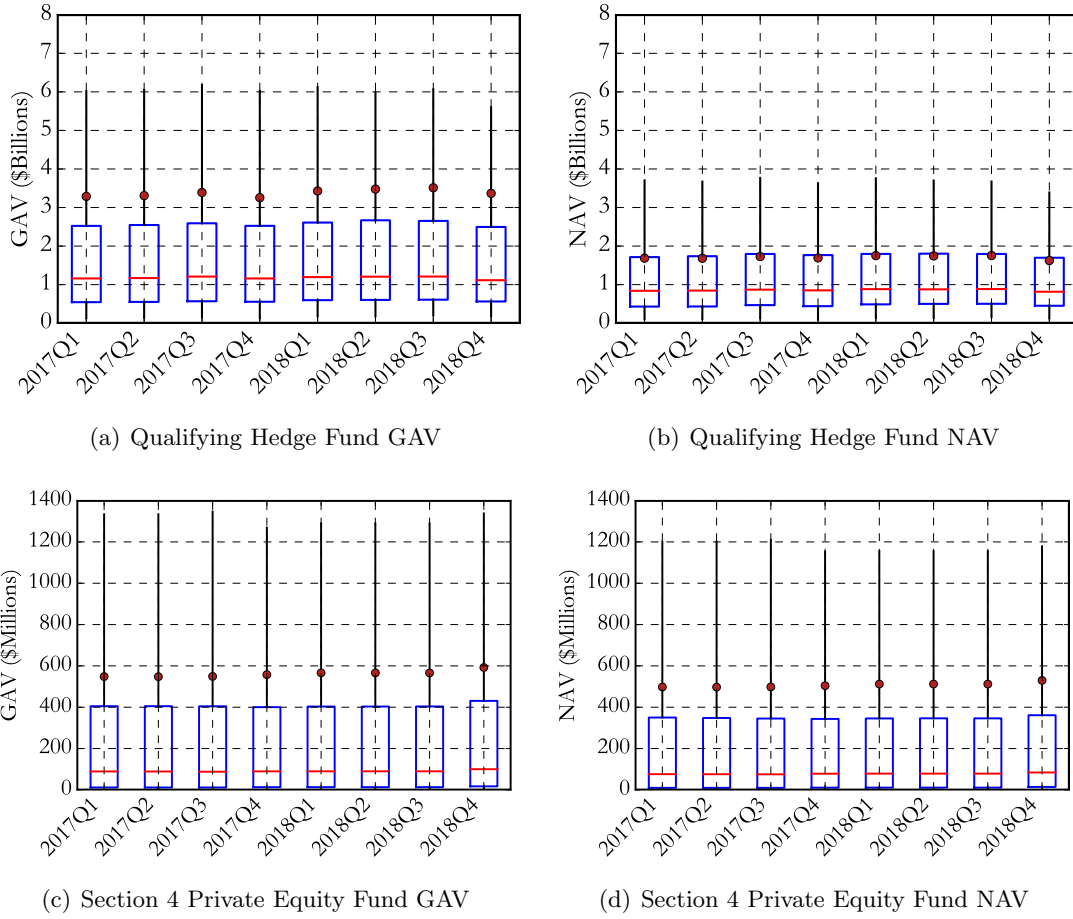 8
7
6
5
4
3
2
1
0
GAV ($Billions)
2017Q1 2017Q2 2017Q3 2017Q4 2018Q1 2018Q2 2018Q3 2018Q4
(a) Qualifying Hedge Fund GAV
8
7
6
5
4
3
2
1
0
NAV ($Billions)
2017Q1 2017Q2 2017Q3 2017Q4 2018Q1 2018Q2 2018Q3 2018Q4
(b) Qualifying Hedge Fund NAV
1400
1200
1000
800
600
400
200
0
GAV ($Millions)
2017Q1 2017Q2 2017Q3 2017Q4 2018Q1 2018Q2 2018Q3 2018Q4
(c) Section 4 Private Equity Fund GAV
1400
1200
1000
800
600
400
200
0
NAV ($Millions)
2017Q1 2017Q2 2017Q3 2017Q4 2018Q1 2018Q2 2018Q3 2018Q4
(d) Section 4 Private Equity Fund NAV